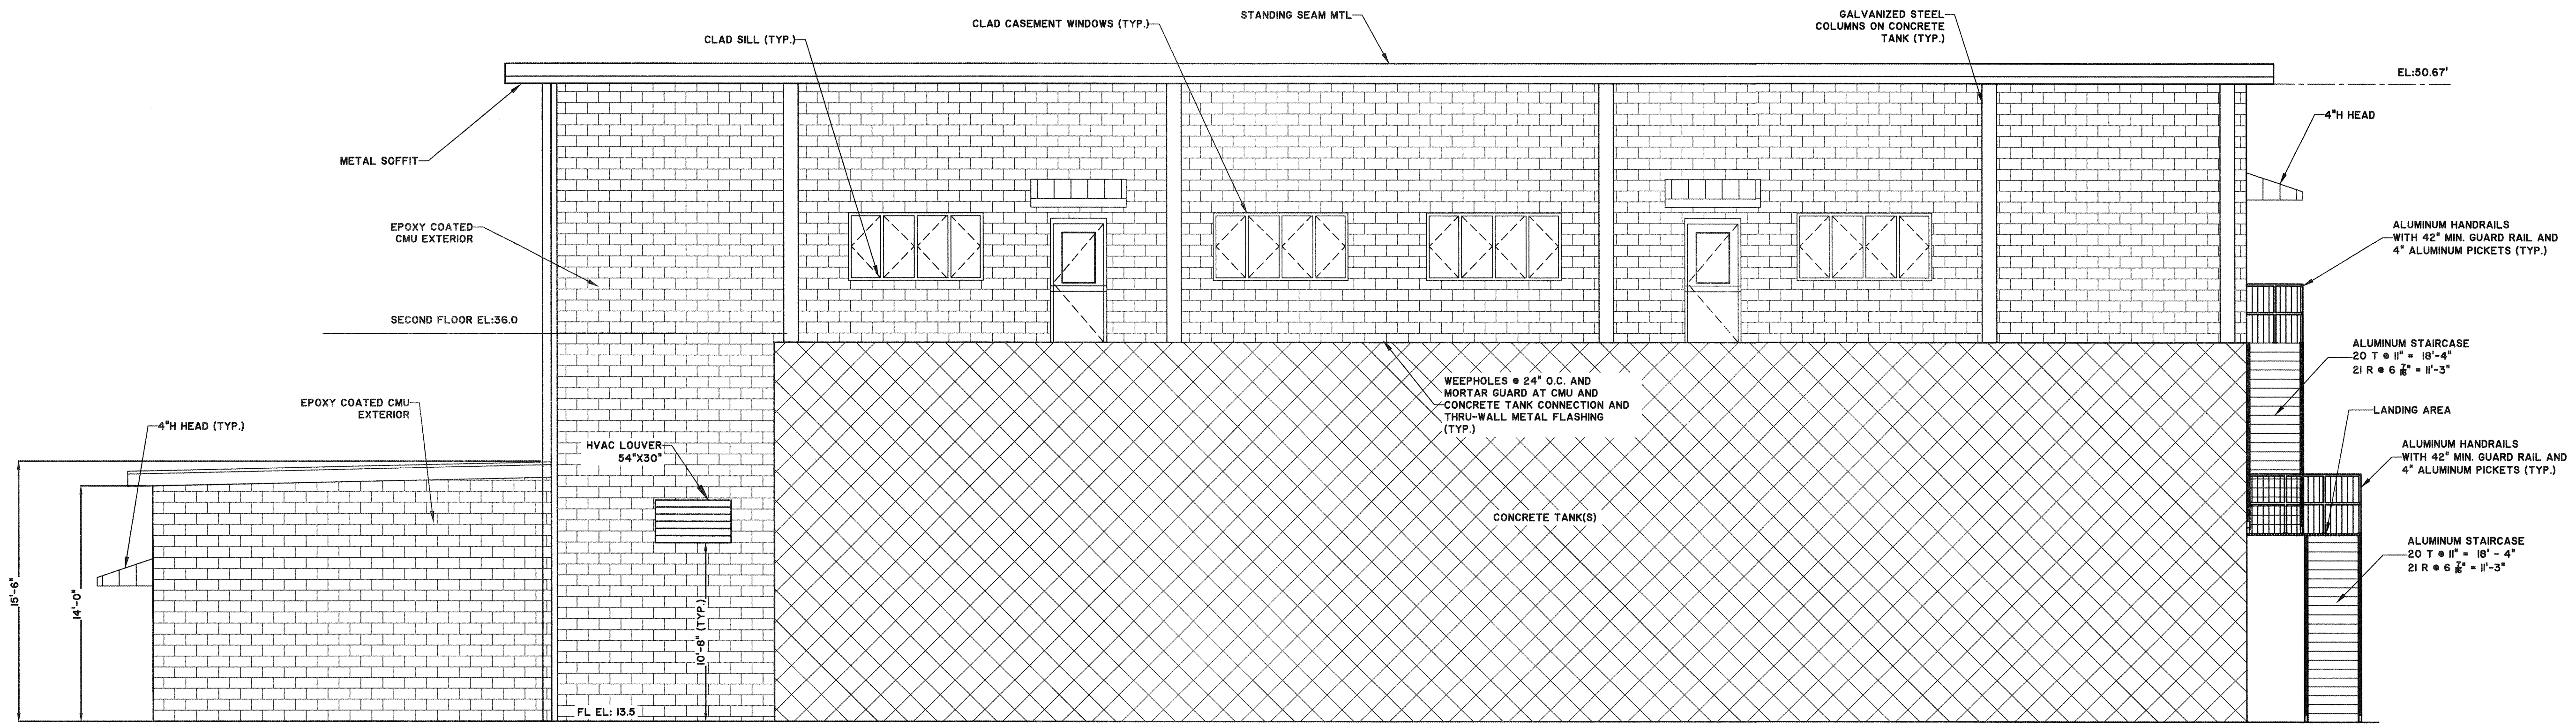 STANDING SEAM MTL
GALVANIZED STEEL
COLUMNS ON CONCRETE
TANK (TYP.)
CLAD CASEMENT WINDOWS (TYP.)
CLAD SILL (TYP.)
EL:50.67'
4"H HEAD
METAL SOFFIT
EPOXY COATED
CMU EXTERIOR
ALUMINUM HANDRAILS
WITH 42" MIN. GUARD RAIL AND
4" ALUMINUM PICKETS (TYP.)
SECOND FLOOR EL:36.0
ALUMINUM STAIRCASE
20 T @ 11" = 18'-4"
21 R @ 6 7/16" = 11'-3"
WEEPHOLES @ 24" O.C. AND
MORTAR GUARD AT CMU AND
CONCRETE TANK CONNECTION AND
THRU-WALL METAL FLASHING
(TYP.)
EPOXY COATED CMU
EXTERIOR
LANDING AREA
4"H HEAD (TYP.)
HVAC LOUVER
54"X30"
ALUMINUM HANDRAILS
WITH 42" MIN. GUARD RAIL AND
4" ALUMINUM PICKETS (TYP.)
CONCRETE TANK(S)
ALUMINUM STAIRCASE
20 T @ 11" = 18' - 4"
21 R @ 6 7/16" = 11'-3"
15'-6"
14'-0"
10'-8" (TYP.)
FL EL: 13.5